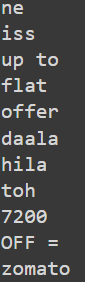 ne
iss
up to
flat
offer
daala
hila
toh
7200
OFF =
zomato